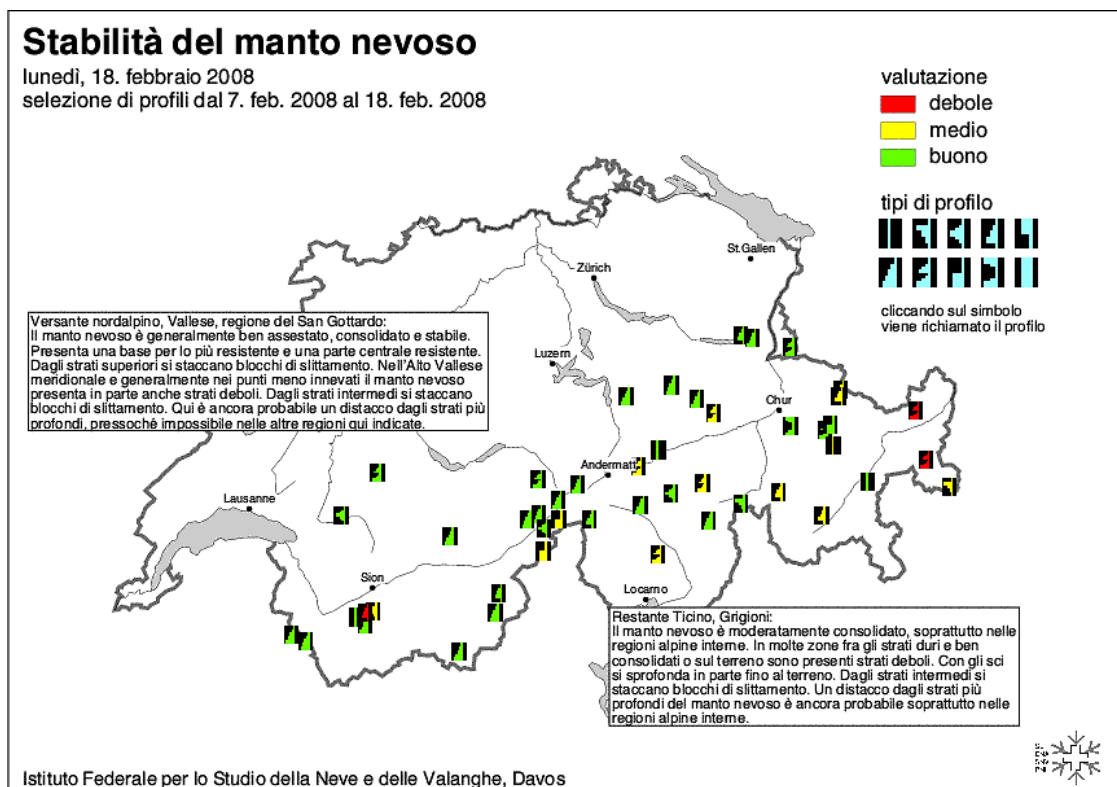 Stabilità del manto nevoso
lunedì, 18. febbraio 2008
selezione di profili dal 7. feb. 2008 al 18. feb. 2008
valutazione
debole
medio
buono
tipi di profilo
cliccando sul simbolo
viene richiamato il profilo
St.Gallen
Zürich
Versante nordalpino, Vallese, regione del San Gottardo:
Il manto nevoso è generalmente ben assestato, consolidato e stabile.
Presenta una base per lo più resistente e una parte centrale resistente.
Dagli strati superiori si staccano blocchi di slittamento. Nell'Alto Vallese
meridionale e generalmente nei punti meno innevati il manto nevoso
presenta in parte anche strati deboli. Dagli strati intermedi si staccano
blocchi di slittamento. Qui è ancora probabile un distacco dagli strati più
profondi, pressoché impossibile nelle altre regioni qui indicate.
Luzern
Chur
Andermatt
Lausanne
Sion
Locarno
Restante Ticino, Grigioni:
Il manto nevoso è moderatamente consolidato, soprattutto nelle
regioni alpine interne. In molte zone fra gli strati duri e ben
consolidati o sul terreno sono presenti strati deboli. Con gli sci
si sprofonda in parte fino al terreno. Dagli strati intermedi si
staccano blocchi di slittamento. Un distacco dagli strati più
profondi del manto nevoso è ancora probabile soprattutto nelle
regioni alpine interne.
Istituto Federale per lo Studio della Neve e delle Valanghe, Davos